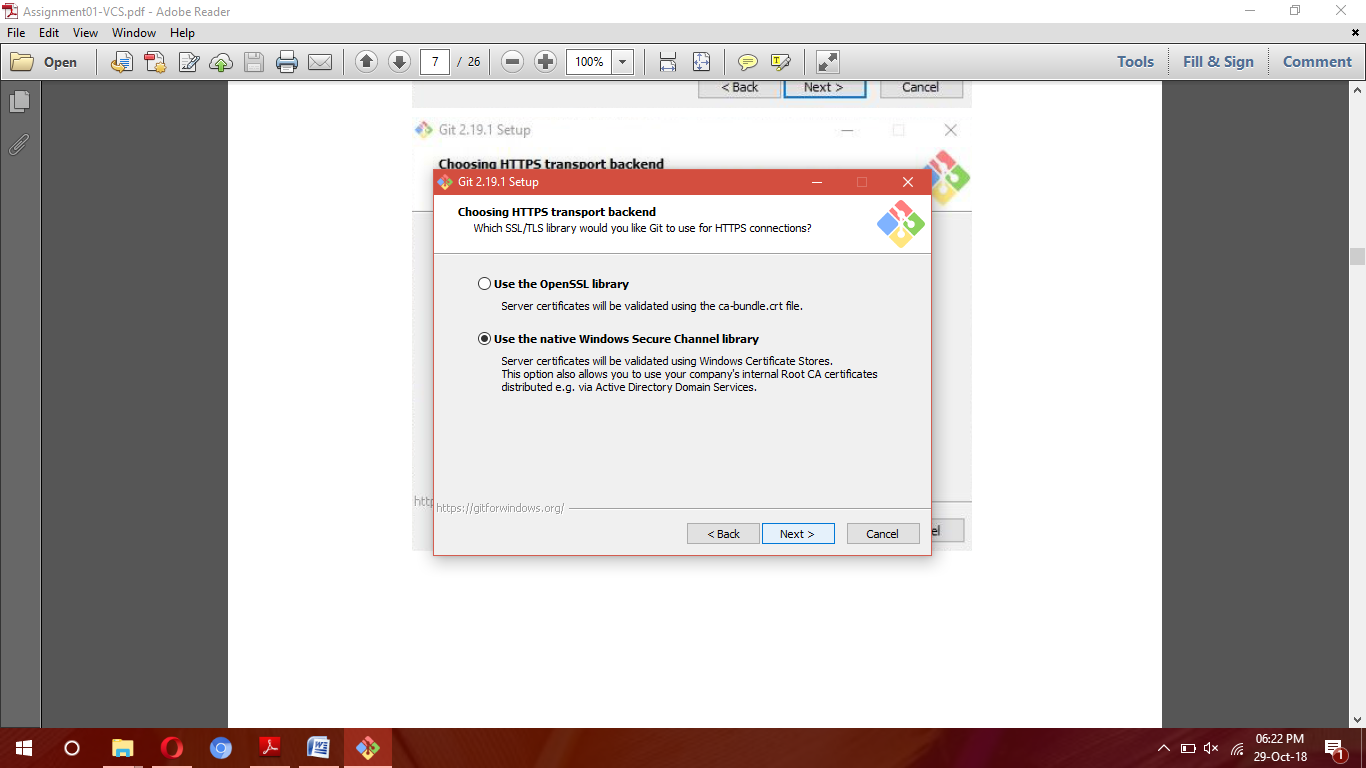 Assignment01-VCS.pdf - Adobe Reader
File Edit View Window Help
Open 7 / 26 100% Tools Fill & Sign Comment
< Back Next > Cancel
Git 2.19.1 Setup
Choosing HTTPS transport backend
Git 2.19.1 Setup
Choosing HTTPS transport backend
Which SSL/TLS library would you like Git to use for HTTPS connections?
Use the OpenSSL library
Server certificates will be validated using the ca-bundle.crt file.
Use the native Windows Secure Channel library
Server certificates will be validated using Windows Certificate Stores.
This option also allows you to use your company's internal Root CA certificates
distributed e.g. via Active Directory Domain Services.
http
https://gitforwindows.org/
< Back Next > Cancel
el
06:22 PM
29-Oct-18
1